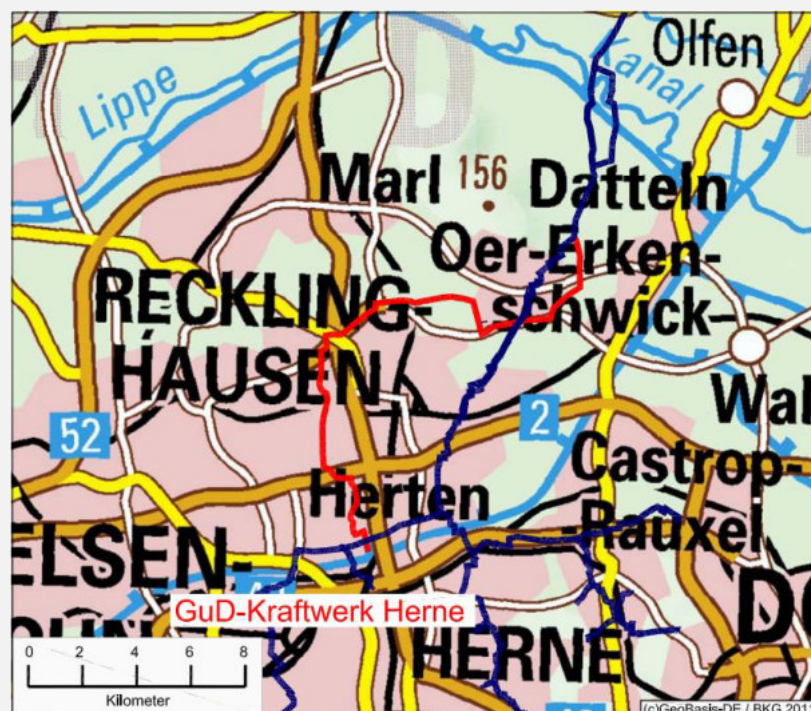 Olfen
Kanal
Lippe
Marl
156
Datteln
Oer-Erken-
schwick
RECKLING-
HAUSEN
Wal
2
52
Castrop-
-Rauxel
Herten
ELSEN-
GuD-Kraftwerk Herne
HERNE
D
0 2 4 6 8
Kilometer
(c)GeoBasis-DE / BKG 201